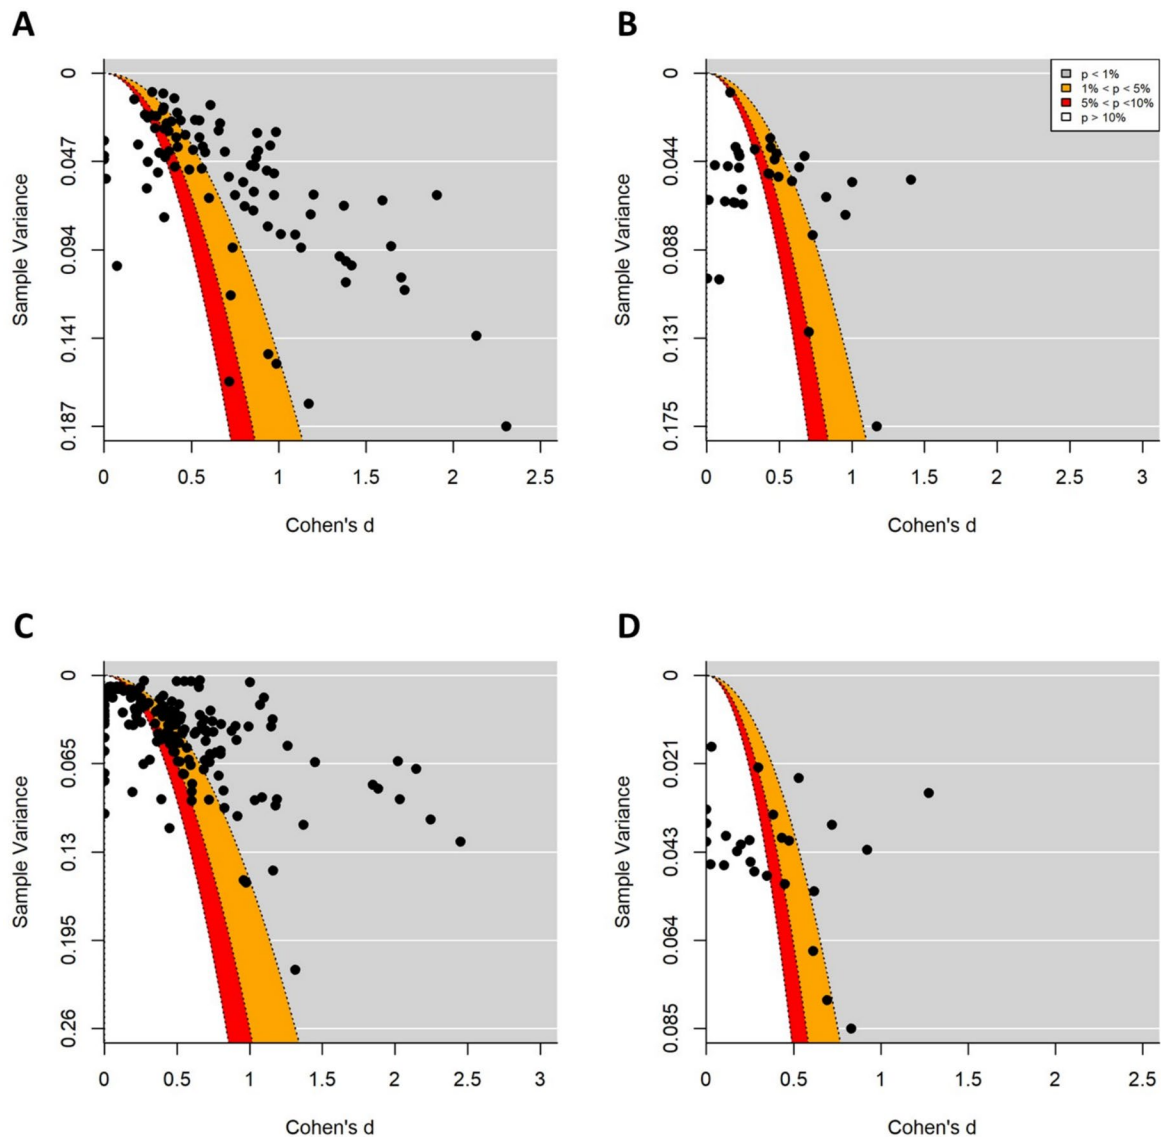 A
B
0
0.047
0.094
0.141
0.187
Sample Variance
0
0.5
1
1.5
2
2.5
Cohen's d
0
0.044
0.088
0.131
0.175
Sample Variance
p < 1%
1% < p < 5%
5% < p <10%
p > 10%
0
0.5
1
1.5
2
2.5
3
Cohen's d
C
D
0
0.065
0.13
0.195
0.26
Sample Variance
0
0.5
1
1.5
2
2.5
3
Cohen's d
0
0.021
0.043
0.064
0.085
Sample Variance
0
0.5
1
1.5
2
2.5
Cohen's d